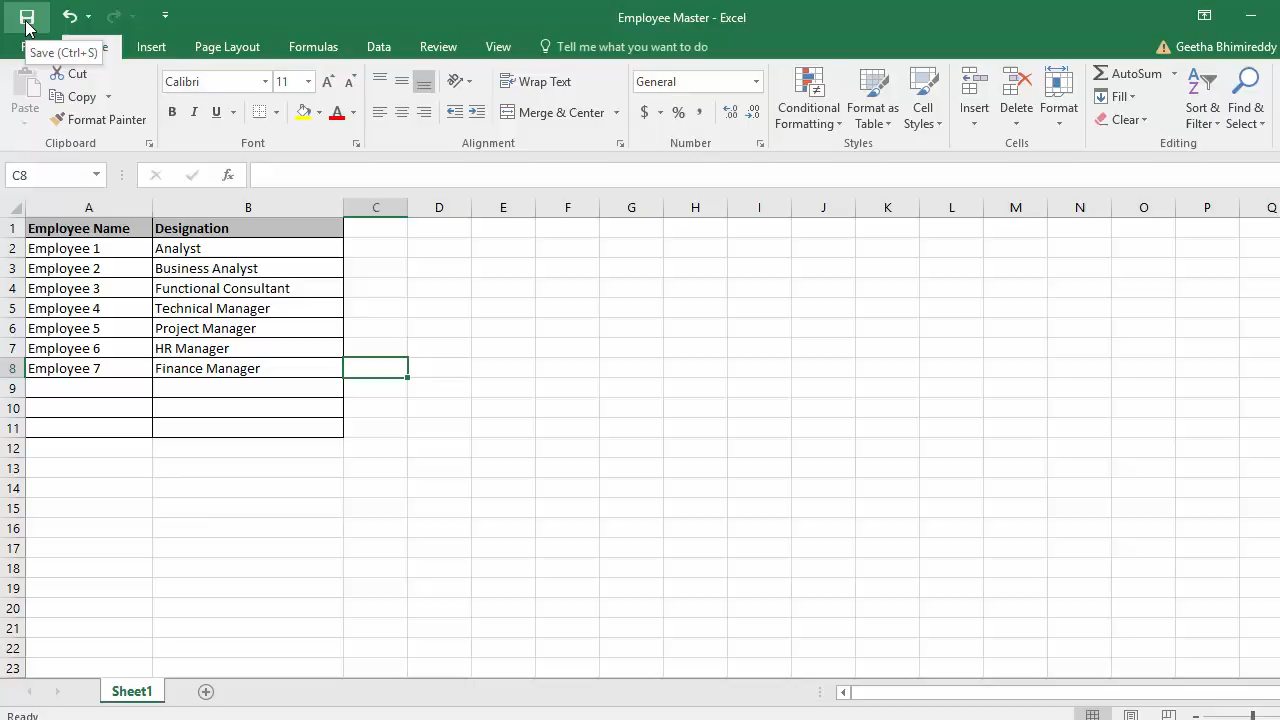 Employee Master - Excel
Save (Ctrl+S)
Insert Page Layout Formulas Data Review View Tell me what you want to do Geetha Bhimireddy
Paste
Cut
Copy
Format Painter
Clipboard
Calibri 11
B I U A
Font
Wrap Text
Merge & Center
Alignment
General
$ % ,
Number
Conditional Formatting
Format as Table
Cell Styles
Styles
Insert Delete Format
Cells
AutoSum
Fill
Clear
Sort & Filter
Find & Select
Editing
C8 fx
A B C D E F G H I J K L M N O P Q
1 Employee Name Designation
2 Employee 1 Analyst
3 Employee 2 Business Analyst
4 Employee 3 Functional Consultant
5 Employee 4 Technical Manager
6 Employee 5 Project Manager
7 Employee 6 HR Manager
8 Employee 7 Finance Manager
9
10
11
12
13
14
15
16
17
18
19
20
21
22
23
Sheet1
Ready